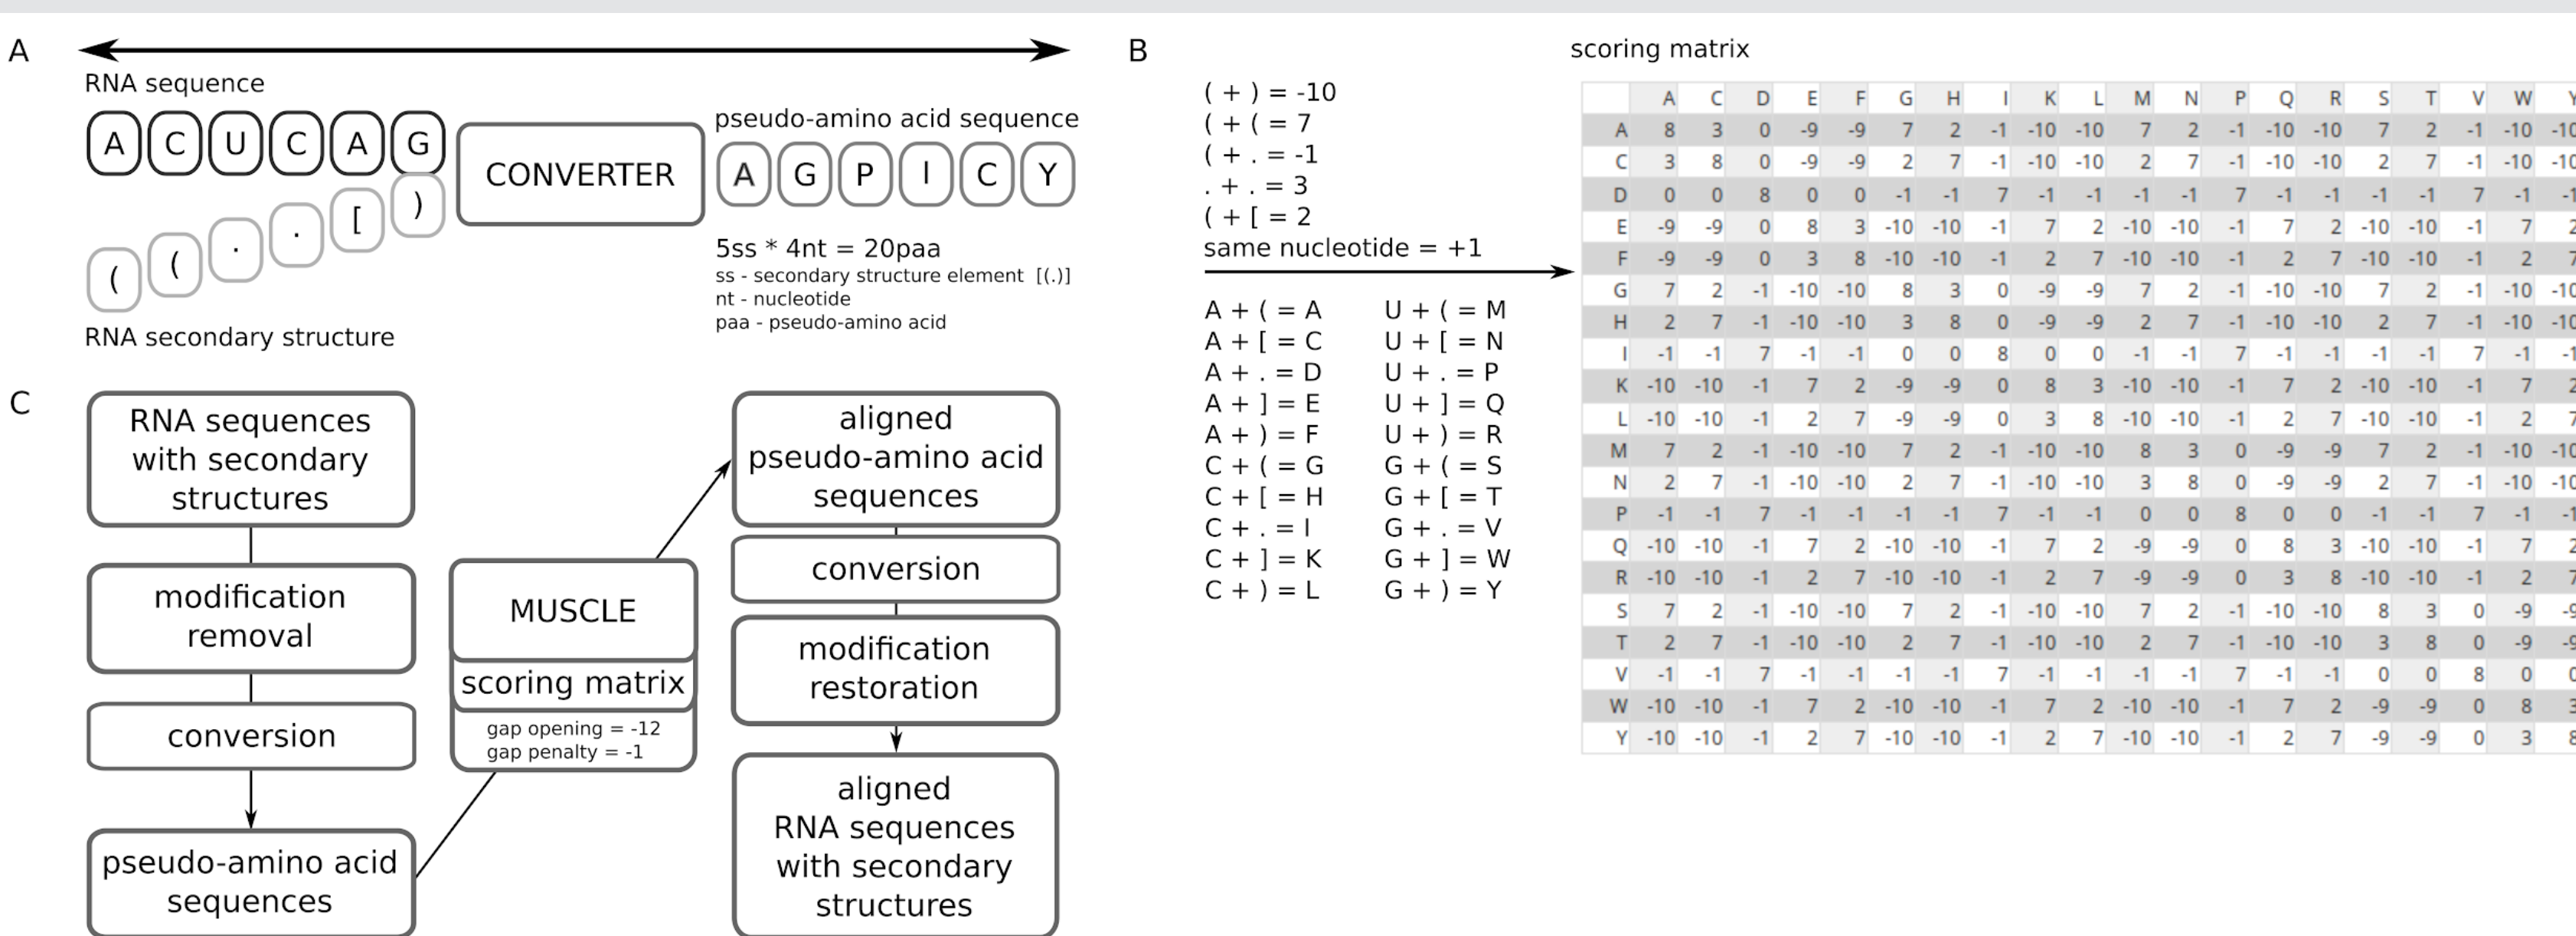 A
RNA sequence
A C U C A G
( ( . . [ )
RNA secondary structure
CONVERTER
pseudo-amino acid sequence
A G P I C Y
5ss * 4nt = 20paa
ss - secondary structure element [(.)]
nt - nucleotide
paa - pseudo-amino acid
B
( + ) = -10
( + ( = 7
( + . = -1
. + . = 3
( + [ = 2
same nucleotide = +1
A + ( = A U + ( = M
A + [ = C U + [ = N
A + . = D U + . = P
A + ] = E U + ] = Q
A + ) = F U + ) = R
C + ( = G G + ( = S
C + [ = H G + [ = T
C + . = I G + . = V
C + ] = K G + ] = W
C + ) = L G + ) = Y
scoring matrix
A C D E F G H I K L M N P Q R S T V W Y
A 8 3 0 -9 -9 7 2 -1 -10 -10 7 2 -1 -10 -10 7 2 -1 -10 -10
C 3 8 0 -9 -9 2 7 -1 -10 -10 2 7 -1 -10 -10 2 7 -1 -10 -10
D 0 0 8 0 0 -1 -1 7 -1 -1 -1 -1 7 -1 -1 -1 -1 7 -1 -1
E -9 -9 0 8 3 -10 -10 -1 7 2 -10 -10 -1 7 2 -10 -10 -1 7 2
F -9 -9 0 3 8 -10 -10 -1 2 7 -10 -10 -1 2 7 -10 -10 -1 2 7
G 7 2 -1 -10 -10 8 3 0 -9 -9 7 2 -1 -10 -10 7 2 -1 -10 -10
H 2 7 -1 -10 -10 3 8 0 -9 -9 2 7 -1 -10 -10 2 7 -1 -10 -10
I -1 -1 7 -1 -1 0 0 8 0 0 -1 -1 7 -1 -1 -1 -1 7 -1 -1
K -10 -10 -1 7 2 -9 -9 0 8 3 -10 -10 -1 7 2 -10 -10 -1 7 2
L -10 -10 -1 2 7 -9 -9 0 3 8 -10 -10 -1 2 7 -10 -10 -1 2 7
M 7 2 -1 -10 -10 7 2 -1 -10 -10 8 3 0 -9 -9 7 2 -1 -10 -10
N 2 7 -1 -10 -10 2 7 -1 -10 -10 3 8 0 -9 -9 2 7 -1 -10 -10
P -1 -1 7 -1 -1 -1 -1 7 -1 -1 0 0 8 0 0 -1 -1 7 -1 -1
Q -10 -10 -1 7 2 -10 -10 -1 7 2 -9 -9 0 8 3 -10 -10 -1 7 2
R -10 -10 -1 2 7 -10 -10 -1 2 7 -9 -9 0 3 8 -10 -10 -1 2 7
S 7 2 -1 -10 -10 7 2 -1 -10 -10 7 2 -1 -10 -10 8 3 0 -9 -9
T 2 7 -1 -10 -10 2 7 -1 -10 -10 2 7 -1 -10 -10 3 8 0 -9 -9
V -1 -1 7 -1 -1 -1 -1 7 -1 -1 -1 -1 7 -1 -1 0 0 8 0 0
W -10 -10 -1 7 2 -10 -10 -1 7 2 -10 -10 -1 7 2 -9 -9 0 8 3
Y -10 -10 -1 2 7 -10 -10 -1 2 7 -10 -10 -1 2 7 -9 -9 0 3 8
C
RNA sequences
with secondary
structures
modification
removal
conversion
pseudo-amino acid
sequences
MUSCLE
scoring matrix
gap opening = -12
gap penalty = -1
aligned
pseudo-amino acid
sequences
conversion
modification
restoration
aligned
RNA sequences
with secondary
structures